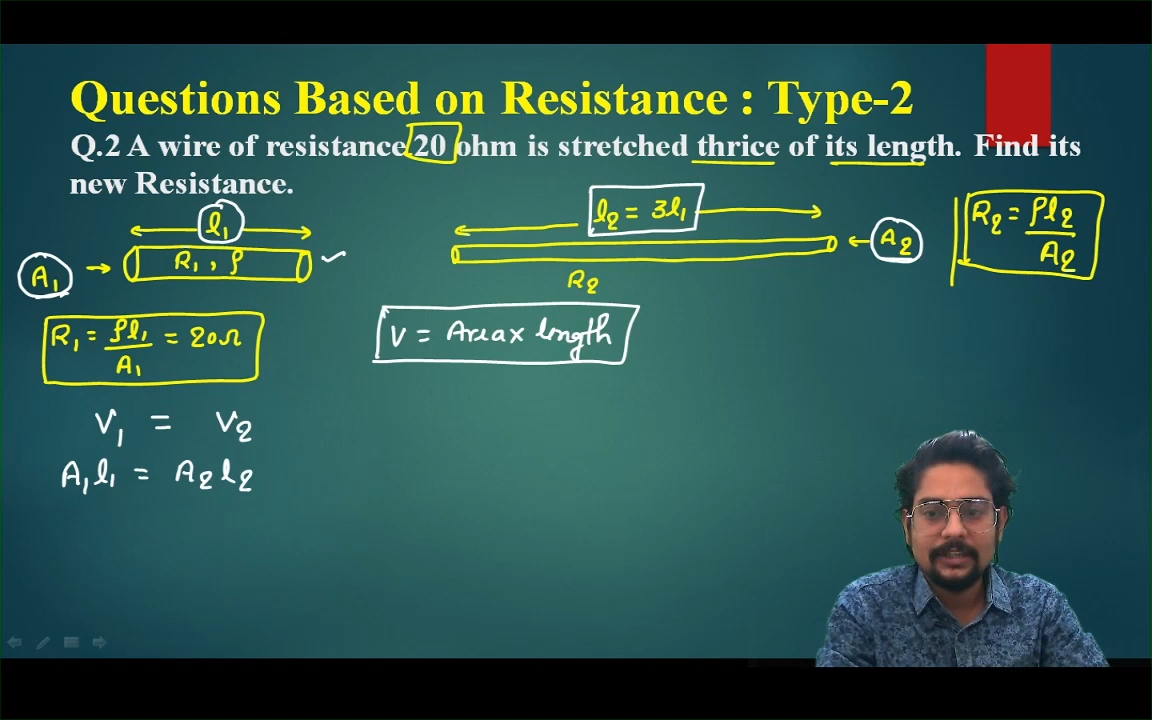 Questions Based on Resistance : Type-2
Q.2 A wire of resistance 20 ohm is stretched thrice of its length. Find its
new Resistance.
l₁
l₂ = 3l₁
R₂ = ρl₂/A₂
A₁ → R₁, ρ
← A₂
R₂
R₁ = ρl₁/A₁ = 20Ω
V = Area x length
V₁ = V₂
A₁l₁ = A₂l₂